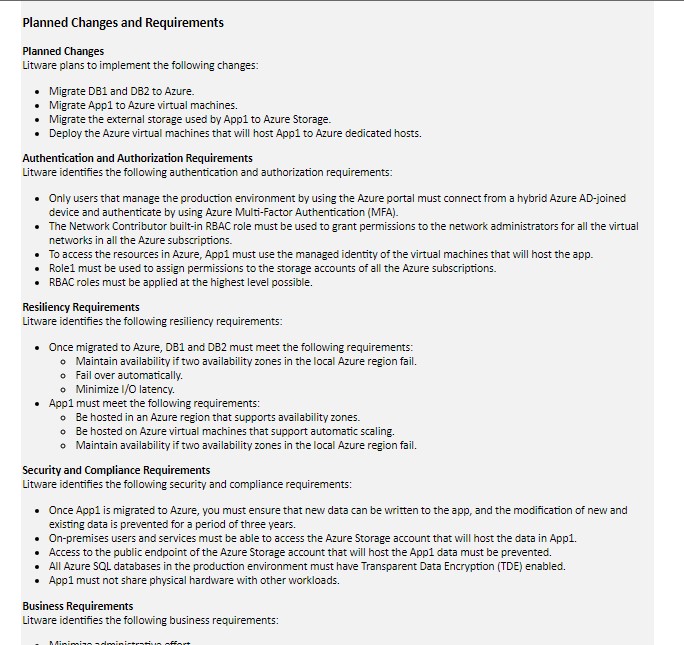 Planned Changes and Requirements
Planned Changes
Litware plans to implement the following changes:
• Migrate DB1 and DB2 to Azure.
• Migrate App1 to Azure virtual machines.
• Migrate the external storage used by App1 to Azure Storage.
• Deploy the Azure virtual machines that will host App1 to Azure dedicated hosts.
Authentication and Authorization Requirements
Litware identifies the following authentication and authorization requirements:
• Only users that manage the production environment by using the Azure portal must connect from a hybrid Azure AD-joined
device and authenticate by using Azure Multi-Factor Authentication (MFA).
• The Network Contributor built-in RBAC role must be used to grant permissions to the network administrators for all the virtual
networks in all the Azure subscriptions.
• To access the resources in Azure, App1 must use the managed identity of the virtual machines that will host the app.
• Role1 must be used to assign permissions to the storage accounts of all the Azure subscriptions.
• RBAC roles must be applied at the highest level possible.
Resiliency Requirements
Litware identifies the following resiliency requirements:
• Once migrated to Azure, DB1 and DB2 must meet the following requirements:
o Maintain availability if two availability zones in the local Azure region fail.
o Fail over automatically.
o Minimize I/O latency.
• App1 must meet the following requirements:
o Be hosted in an Azure region that supports availability zones.
o Be hosted on Azure virtual machines that support automatic scaling.
o Maintain availability if two availability zones in the local Azure region fail.
Security and Compliance Requirements
Litware identifies the following security and compliance requirements:
• Once App1 is migrated to Azure, you must ensure that new data can be written to the app, and the modification of new and
existing data is prevented for a period of three years.
• On-premises users and services must be able to access the Azure Storage account that will host the data in App1.
• Access to the public endpoint of the Azure Storage account that will host the App1 data must be prevented.
• All Azure SQL databases in the production environment must have Transparent Data Encryption (TDE) enabled.
• App1 must not share physical hardware with other workloads.
Business Requirements
Litware identifies the following business requirements:
• Minimize administrative effort.